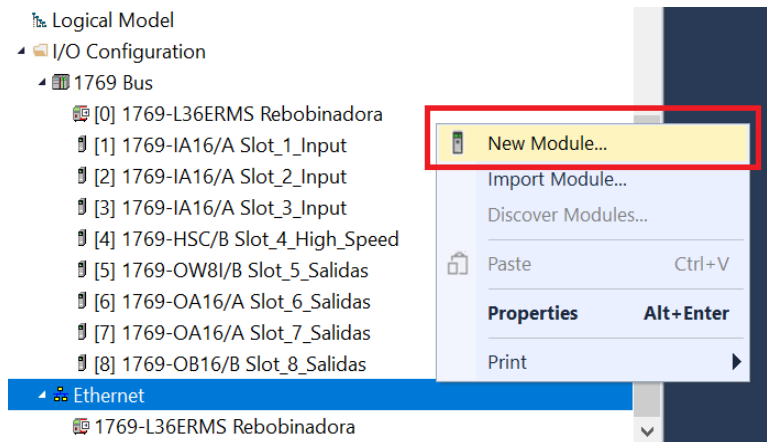 Logical Model
I/O Configuration
1769 Bus
[0] 1769-L36ERMS Rebobinadora
[1] 1769-IA16/A Slot_1_Input
[2] 1769-IA16/A Slot_2_Input
[3] 1769-IA16/A Slot_3_Input
[4] 1769-HSC/B Slot_4_High_Speed
[5] 1769-OW8I/B Slot_5_Salidas
[6] 1769-OA16/A Slot_6_Salidas
[7] 1769-OA16/A Slot_7_Salidas
[8] 1769-OB16/B Slot_8_Salidas
Ethernet
1769-L36ERMS Rebobinadora
New Module...
Import Module...
Discover Modules...
Paste Ctrl+V
Properties Alt+Enter
Print